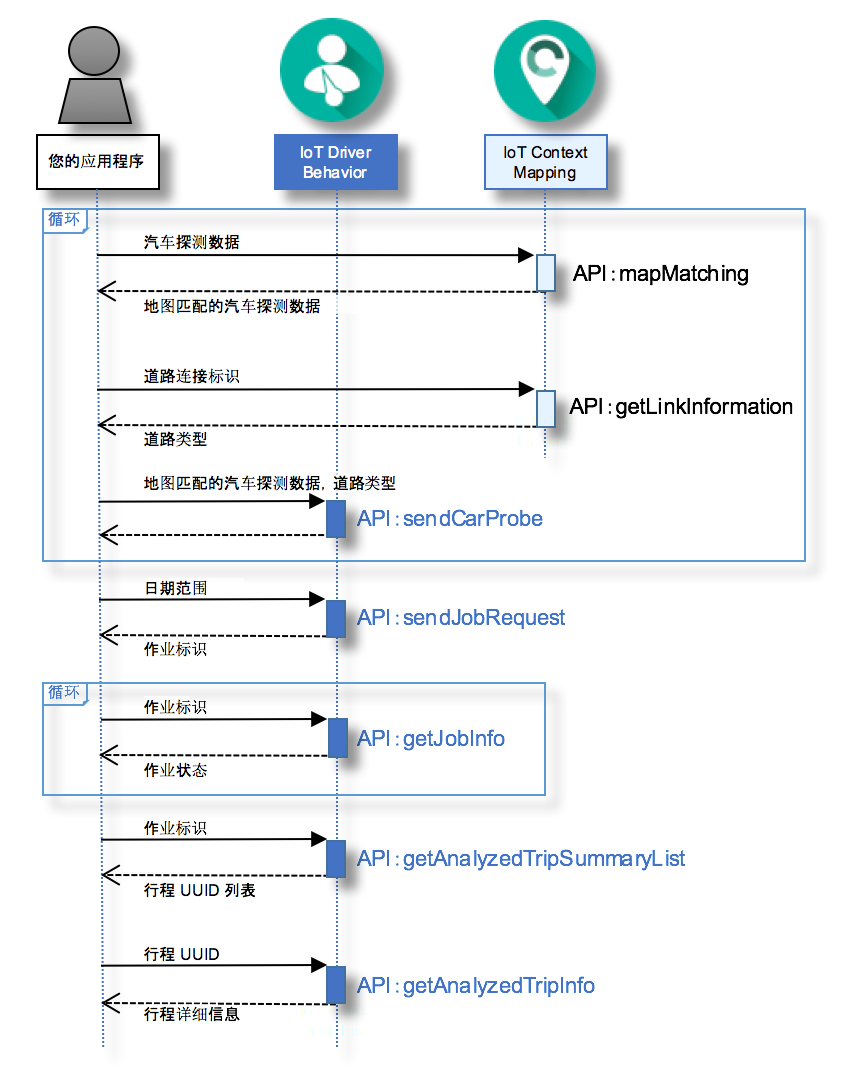 您的应用程序
IoT Driver
Behavior
IoT Context
Mapping
循环
汽车探测数据
API：mapMatching
地图匹配的汽车探测数据
道路连接标识
API：getLinkInformation
道路类型
地图匹配的汽车探测数据, 道路类型
API：sendCarProbe
日期范围
API：sendJobRequest
作业标识
循环
作业标识
API：getJobInfo
作业状态
作业标识
API：getAnalyzedTripSummaryList
行程 UUID 列表
行程 UUID
API：getAnalyzedTripInfo
行程详细信息